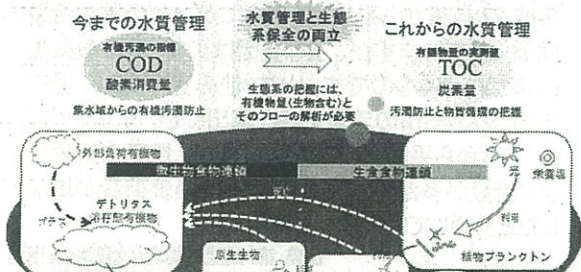 今までの水質管理
有機汚濁の指標
COD
酸素消費量
集水域からの有機汚濁防止
水質管理と生態
系保全の両立
生態系の把握には、
有機物量(生物含む)と
そのフローの解析が必要
これからの水質管理
有機物量の実測値
TOC
炭素量
汚濁防止と物質循環の把握
外部負荷有機物
微生物食物連鎖
生食食物連鎖
光
栄養塩
デトリタス
溶存態有機物
プラス
利用
原生生物
植物プランクトン